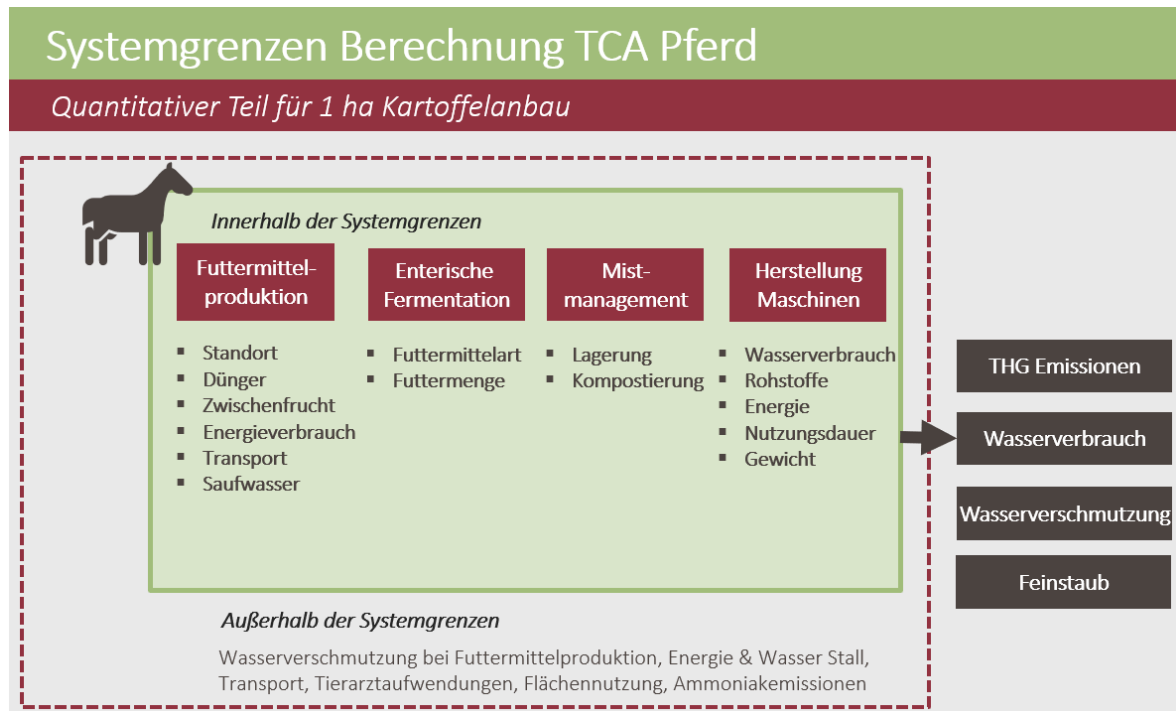 Systemgrenzen Berechnung TCA Pferd
Quantitativer Teil für 1 ha Kartoffelanbau
Innerhalb der Systemgrenzen
Futtermittel-
produktion
▪ Standort
▪ Dünger
▪ Zwischenfrucht
▪ Energieverbrauch
▪ Transport
▪ Saufwasser
Enterische
Fermentation
▪ Futtermittelart
▪ Futtermenge
Mist-
management
▪ Lagerung
▪ Kompostierung
Herstellung
Maschinen
▪ Wasserverbrauch
▪ Rohstoffe
▪ Energie
▪ Nutzungsdauer
▪ Gewicht
THG Emissionen
Wasserverbrauch
Wasserverschmutzung
Feinstaub
Außerhalb der Systemgrenzen
Wasserverschmutzung bei Futtermittelproduktion, Energie & Wasser Stall,
Transport, Tierarztaufwendungen, Flächennutzung, Ammoniakemissionen